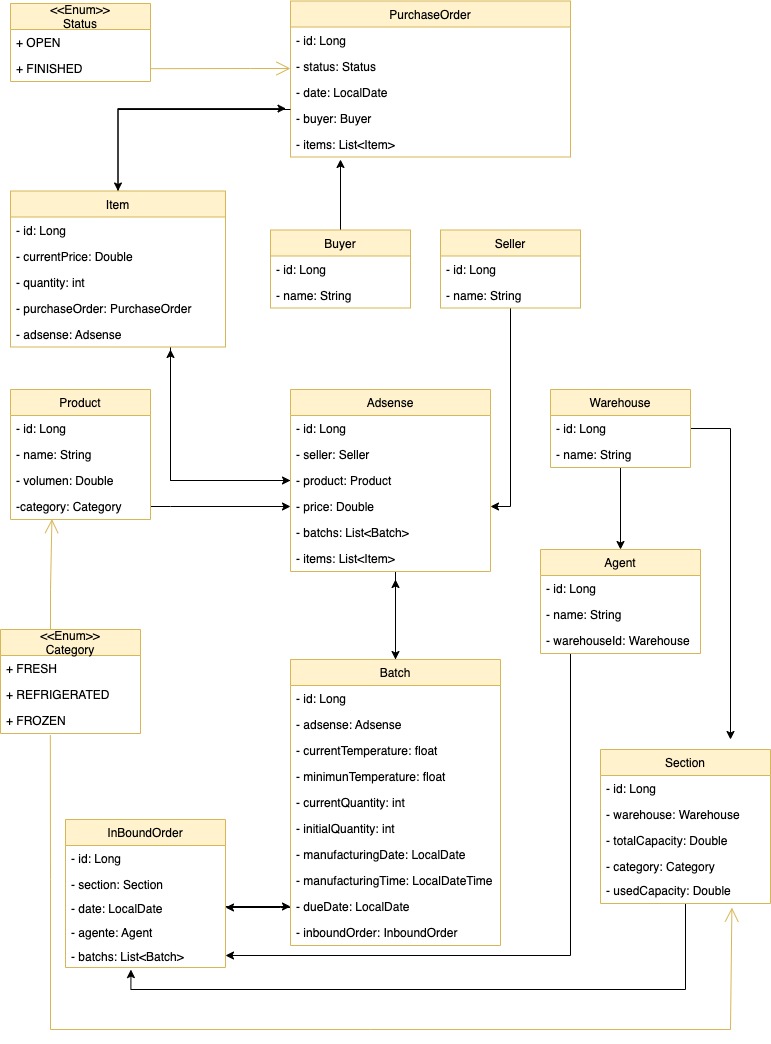 <<Enum>>
Status
+ OPEN
+ FINISHED
PurchaseOrder
- id: Long
- status: Status
- date: LocalDate
- buyer: Buyer
- items: List<Item>
Item
- id: Long
- currentPrice: Double
- quantity: int
- purchaseOrder: PurchaseOrder
- adsense: Adsense
Buyer
- id: Long
- name: String
Seller
- id: Long
- name: String
Product
- id: Long
- name: String
- volumen: Double
-category: Category
Adsense
- id: Long
- seller: Seller
- product: Product
- price: Double
- batchs: List<Batch>
- items: List<Item>
Warehouse
- id: Long
- name: String
Agent
- id: Long
- name: String
- warehouseId: Warehouse
<<Enum>>
Category
+ FRESH
+ REFRIGERATED
+ FROZEN
Batch
- id: Long
- adsense: Adsense
- currentTemperature: float
- minimunTemperature: float
- currentQuantity: int
- initialQuantity: int
- manufacturingDate: LocalDate
- manufacturingTime: LocalDateTime
- dueDate: LocalDate
- inboundOrder: InboundOrder
Section
- id: Long
- warehouse: Warehouse
- totalCapacity: Double
- category: Category
- usedCapacity: Double
InBoundOrder
- id: Long
- section: Section
- date: LocalDate
- agente: Agent
- batchs: List<Batch>